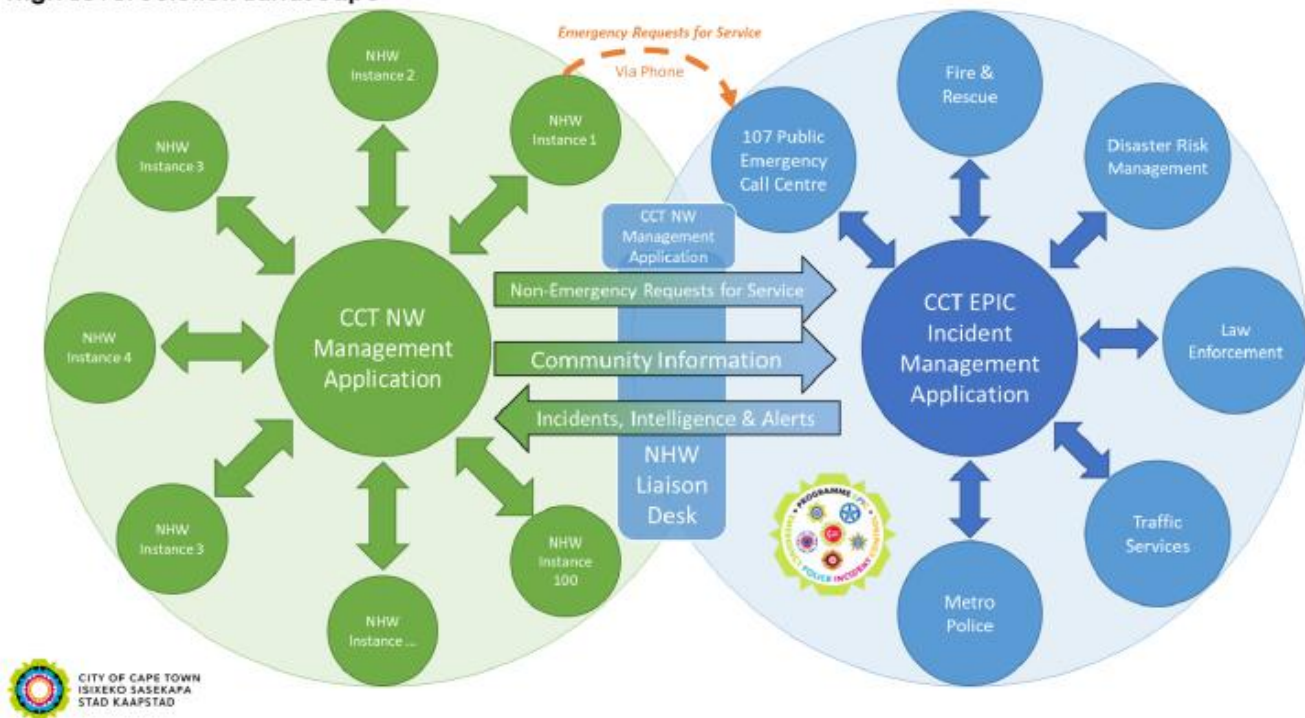 Emergency Requests for Service
Via Phone
NHW
Instance 2
NHW
Instance 1
NHW
Instance 3
NHW
Instance 4
NHW
Instance 3
NHW
Instance ...
NHW
Instance
100
CCT NW
Management
Application
CCT NW
Management
Application
Non-Emergency Requests for Service
Community Information
Incidents, Intelligence & Alerts
NHW
Liaison
Desk
107 Public
Emergency
Call Centre
Fire &
Rescue
Disaster Risk
Management
Law
Enforcement
Traffic
Services
Metro
Police
CCT EPIC
Incident
Management
Application
PROGRAMME
POLICE INCIDENT
CITY OF CAPE TOWN
ISIXEKO SASEKAPA
STAD KAAPSTAD